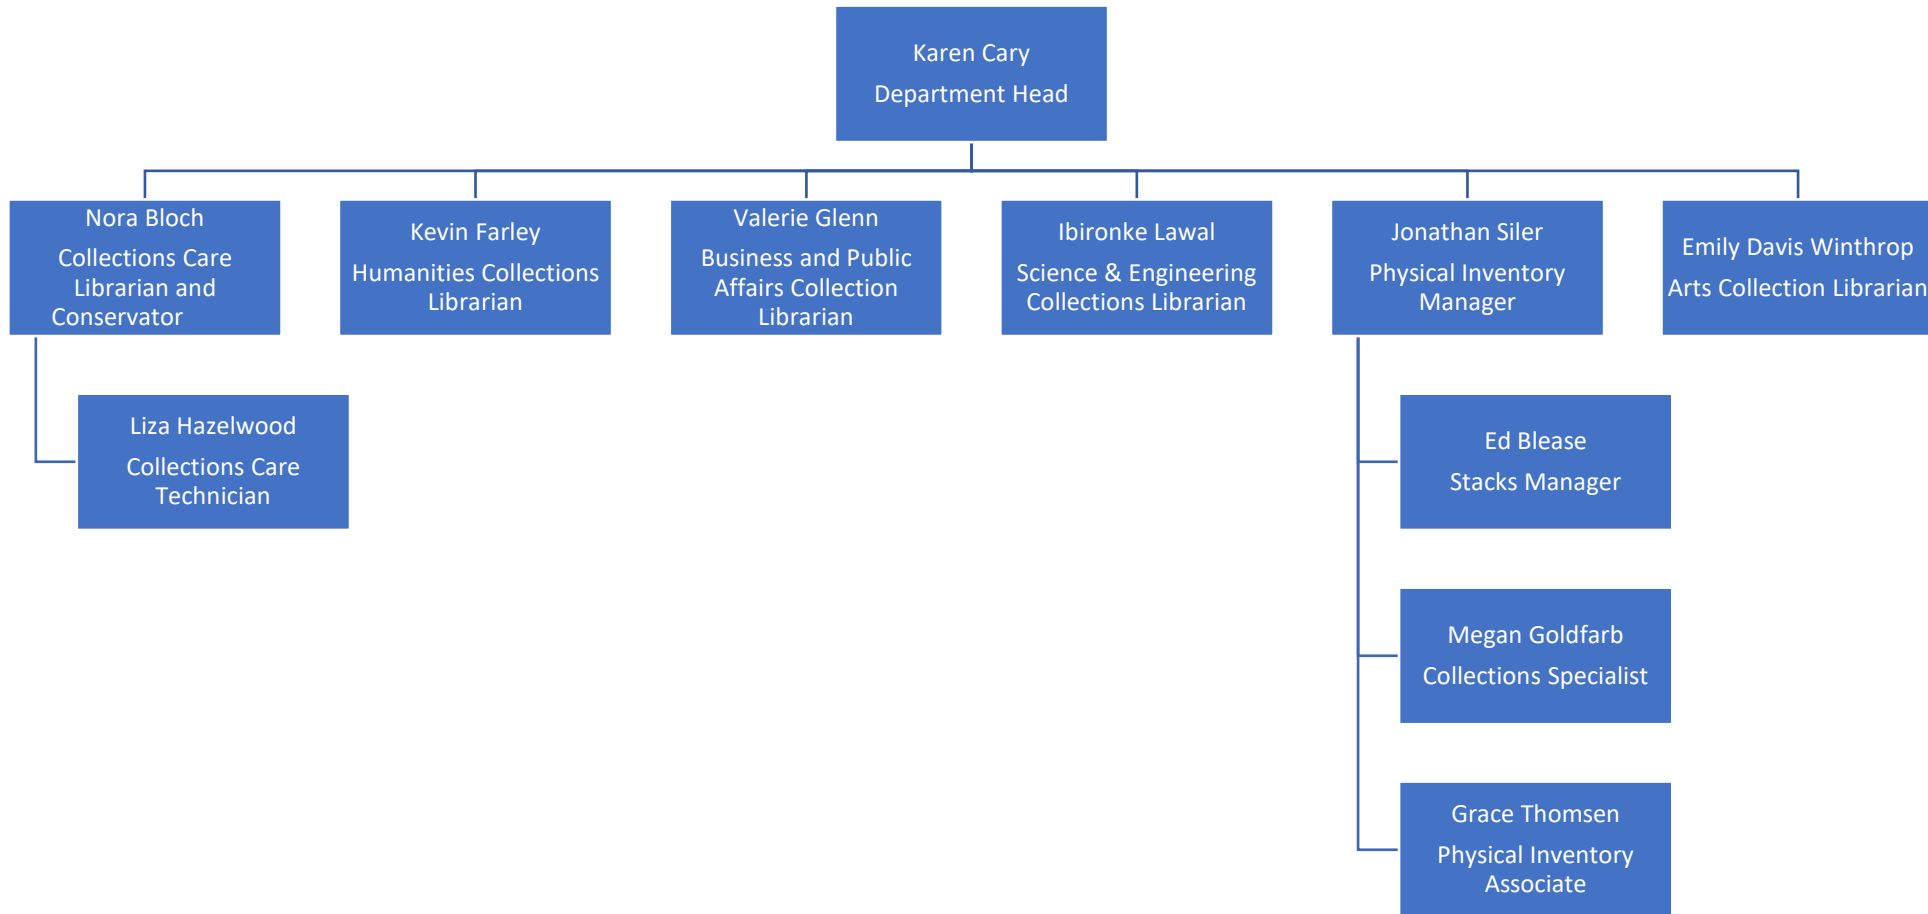 Karen Cary
Department Head
Nora Bloch
Collections Care
Librarian and
Conservator
Kevin Farley
Humanities Collections
Librarian
Valerie Glenn
Business and Public
Affairs Collection
Librarian
Ibironke Lawal
Science & Engineering
Collections Librarian
Jonathan Siler
Physical Inventory
Manager
Emily Davis Winthrop
Arts Collection Librarian
Liza Hazelwood
Collections Care
Technician
Ed Blease
Stacks Manager
Megan Goldfarb
Collections Specialist
Grace Thomsen
Physical Inventory
Associate